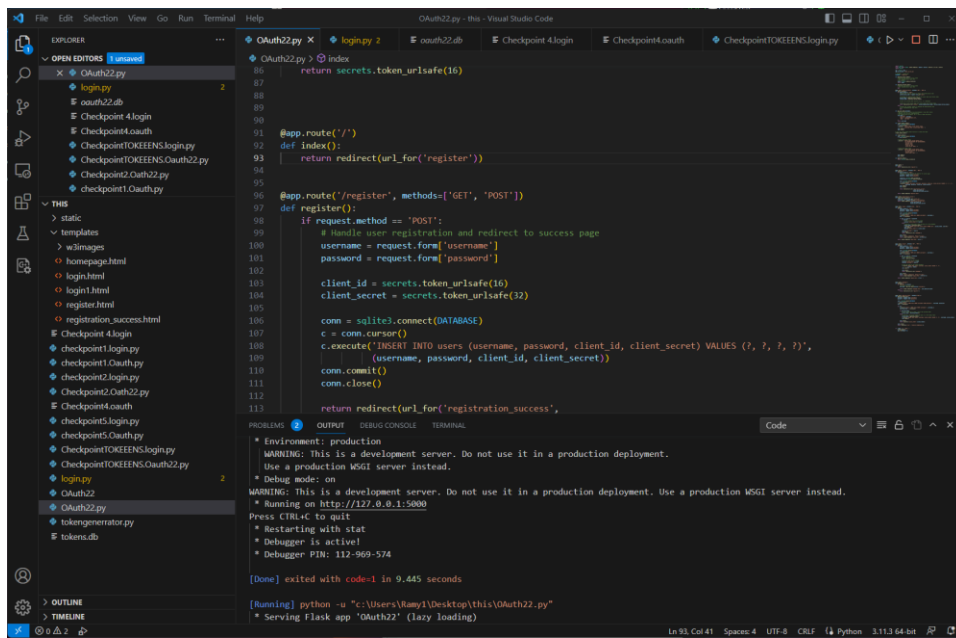 File Edit Selection View Go Run Terminal Help
OAuth22.py - this - Visual Studio Code
EXPLORER
OPEN EDITORS 1 unsaved
OAuth22.py
login.py 2
oauth22.db
Checkpoint 4.login
Checkpoint4.oauth
CheckpointTOKEEENS.login.py
CheckpointTOKEEENS.Oauth22.py
Checkpoint2.Oath22.py
checkpoint1.Oauth.py
THIS
static
templates
w3images
homepage.html
login.html
login1.html
register.html
registration_success.html
Checkpoint 4.login
checkpoint1.login.py
checkpoint1.Oauth.py
checkpoint2.login.py
Checkpoint2.Oath22.py
Checkpoint4.oauth
checkpoint5.login.py
checkpoint5.Oauth.py
CheckpointTOKEEENS.login.py
CheckpointTOKEEENS.Oauth22.py
login.py 2
OAuth22
OAuth22.py
tokengenerrator.py
tokens.db
OUTLINE
TIMELINE
OAuth22.py login.py 2 oauth22.db Checkpoint 4.login Checkpoint4.oauth CheckpointTOKEEENS.login.py
OAuth22.py > index
86 return secrets.token_urlsafe(16)
87
88
89
90
91 @app.route('/')
92 def index():
93 return redirect(url_for('register'))
94
95
96 @app.route('/register', methods=['GET', 'POST'])
97 def register():
98 if request.method == 'POST':
99 # Handle user registration and redirect to success page
100 username = request.form['username']
101 password = request.form['password']
102
103 client_id = secrets.token_urlsafe(16)
104 client_secret = secrets.token_urlsafe(32)
105
106 conn = sqlite3.connect(DATABASE)
107 c = conn.cursor()
108 c.execute('INSERT INTO users (username, password, client_id, client_secret) VALUES (?, ?, ?, ?)',
109 (username, password, client_id, client_secret))
110 conn.commit()
111 conn.close()
112
113 return redirect(url_for('registration_success',
PROBLEMS 2 OUTPUT DEBUG CONSOLE TERMINAL Code
* Environment: production
WARNING: This is a development server. Do not use it in a production deployment.
Use a production WSGI server instead.
* Debug mode: on
WARNING: This is a development server. Do not use it in a production deployment. Use a production WSGI server instead.
* Running on http://127.0.0.1:5000
Press CTRL+C to quit
* Restarting with stat
* Debugger is active!
* Debugger PIN: 112-969-574
[Done] exited with code=1 in 9.445 seconds
[Running] python -u "c:\Users\Ramy1\Desktop\this\OAuth22.py"
* Serving Flask app 'OAuth22' (lazy loading)
0 2 Ln 93, Col 41 Spaces: 4 UTF-8 CRLF Python 3.11.3 64-bit